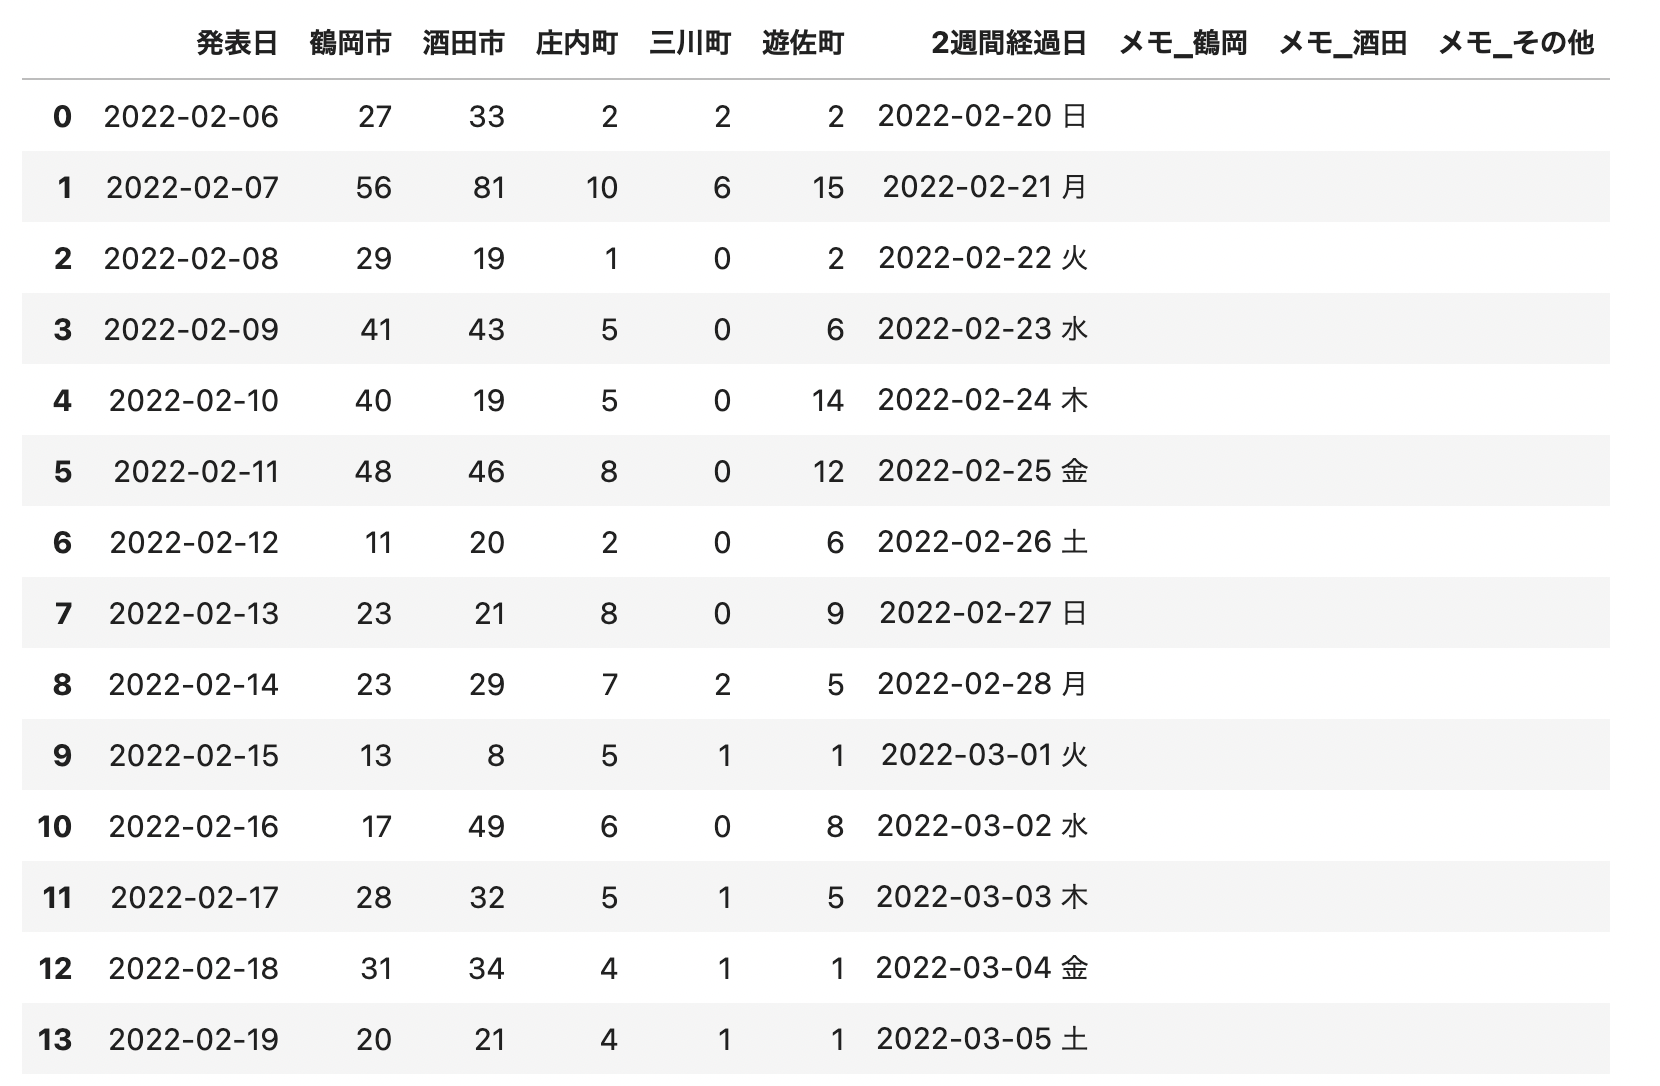 発表日 鶴岡市 酒田市 庄内町 三川町 遊佐町 2週間経過日 メモ_鶴岡 メモ_酒田 メモ_その他
0 2022-02-06 27 33 2 2 2 2022-02-20 日
1 2022-02-07 56 81 10 6 15 2022-02-21 月
2 2022-02-08 29 19 1 0 2 2022-02-22 火
3 2022-02-09 41 43 5 0 6 2022-02-23 水
4 2022-02-10 40 19 5 0 14 2022-02-24 木
5 2022-02-11 48 46 8 0 12 2022-02-25 金
6 2022-02-12 11 20 2 0 6 2022-02-26 土
7 2022-02-13 23 21 8 0 9 2022-02-27 日
8 2022-02-14 23 29 7 2 5 2022-02-28 月
9 2022-02-15 13 8 5 1 1 2022-03-01 火
10 2022-02-16 17 49 6 0 8 2022-03-02 水
11 2022-02-17 28 32 5 1 5 2022-03-03 木
12 2022-02-18 31 34 4 1 1 2022-03-04 金
13 2022-02-19 20 21 4 1 1 2022-03-05 土